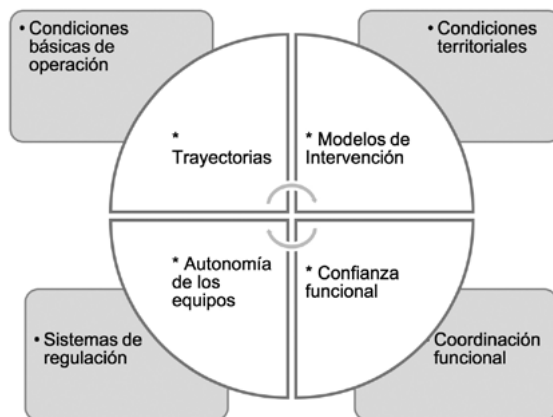 • Condiciones
básicas de
operación
• Condiciones
territoriales
*
Trayectorias
* Modelos de
Intervención
* Autonomía
de los
equipos
* Confianza
funcional
• Sistemas de
regulación
• Coordinación
funcional